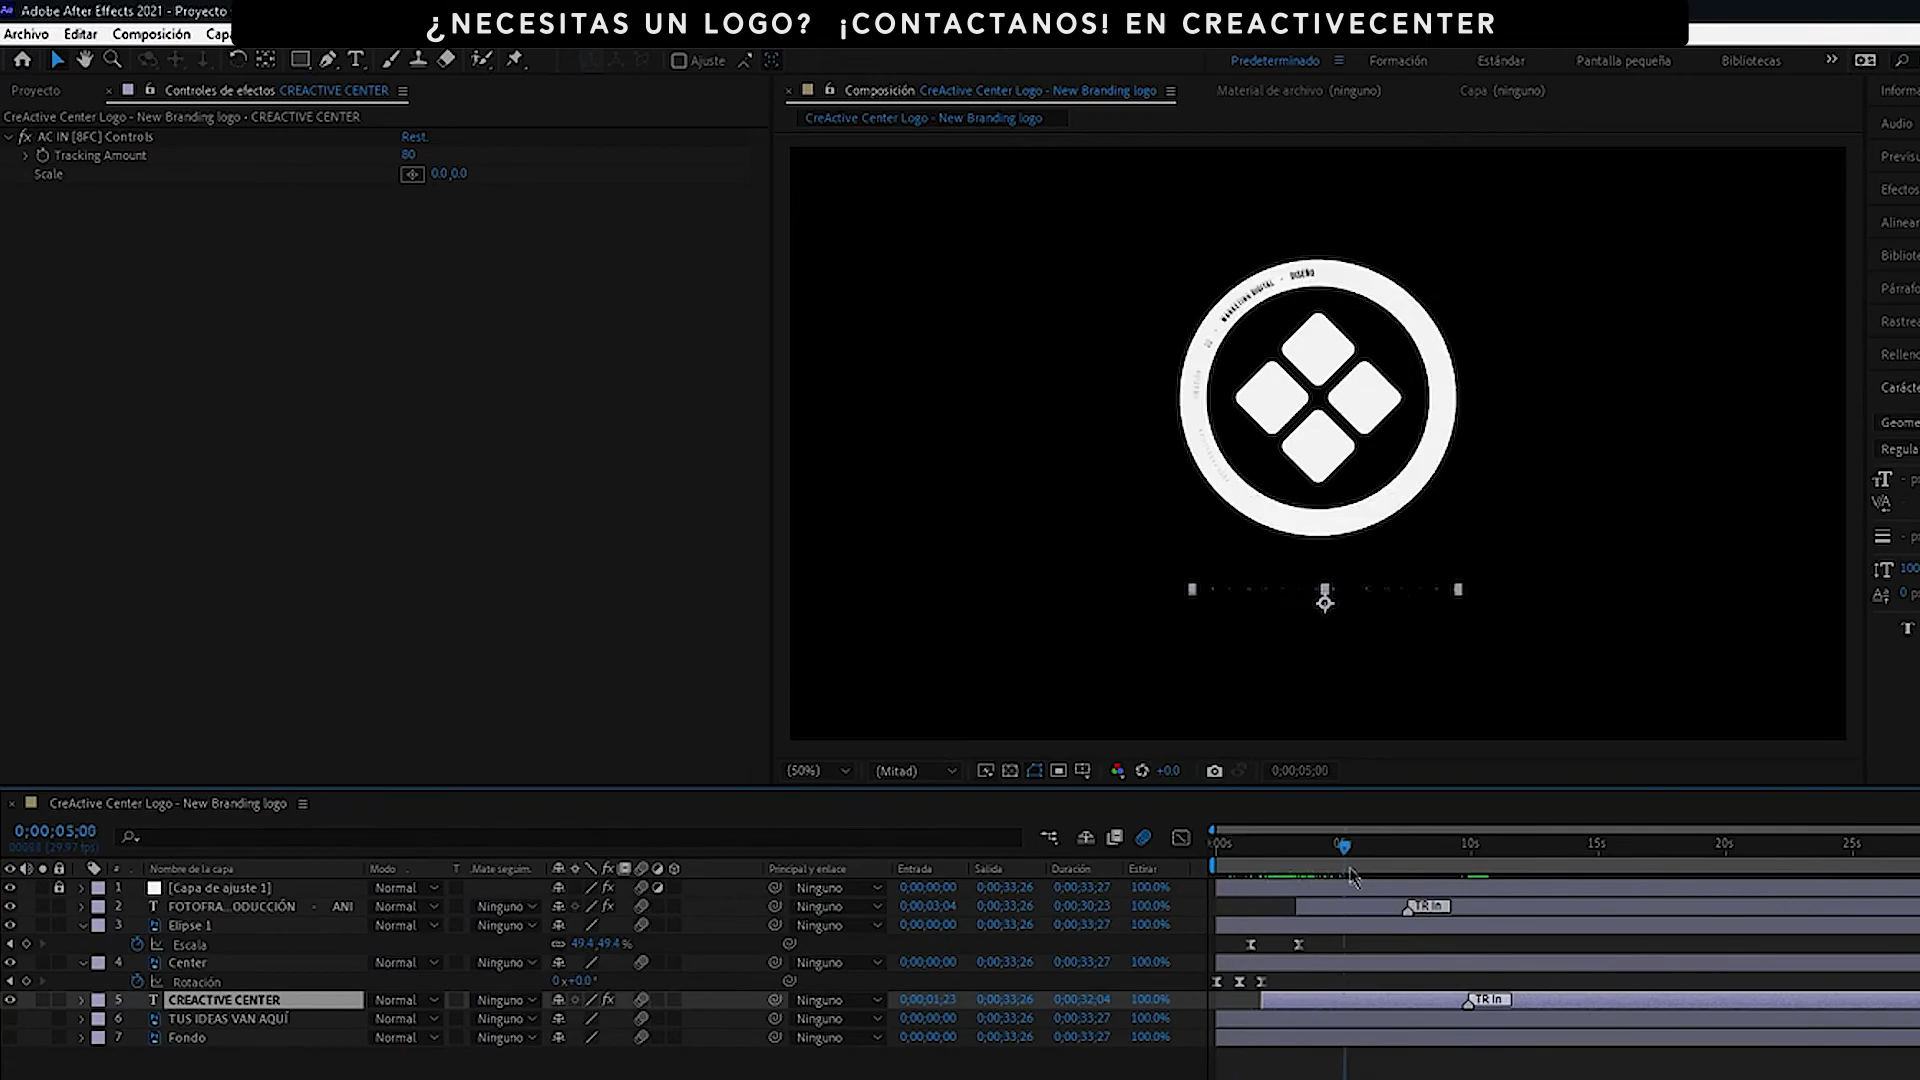 Adobe After Effects 2021 - Proyecto
¿NECESITAS UN LOGO? ¡CONTACTANOS! EN CREACTIVECENTER
Archivo Editar Composición Cap
Ajuste
Predeterminado Formación Estándar Pantalla pequeña Bibliotecas
Proyecto Controles de efectos CREACTIVE CENTER
Composición CreActive Center Logo - New Branding logo
Material de archivo (ninguno) Capa (ninguno)
CreActive Center Logo - New Branding logo • CREACTIVE CENTER
CreActive Center Logo - New Branding logo
fx AC IN [8FC] Controls Rest.
Tracking Amount 80
Scale 0.0,0.0
Informa
Audio
Previsu
Efectos
Alinear
Bibliote
Párrafo
Rastrea
Rellend
Carácte
Geome
Regula
100
0 p
MARKETING DIGITAL - DISEÑO
(50%) (Mitad) +0.0 0;00;05;00
CreActive Center Logo - New Branding logo
0;00;05;00
(29.97 fps)
:00s 10s 15s 20s 25s
# Nombre de la capa Modo T .Mate seguim. Principal y enlace Entrada Salida Duración Estirar
1 [Capa de ajuste 1] Normal fx Ninguno 0;00;00;00 0;00;33;26 0;00;33;27 100.0%
2 T FOTOFRA...ODUCCIÓN - ANI Normal Ninguno fx Ninguno 0;00;03;04 0;00;33;26 0;00;30;23 100.0% TR In
3 Elipse 1 Normal Ninguno Ninguno 0;00;00;00 0;00;33;26 0;00;33;27 100.0%
Escala 49.4,49.4 %
4 Center Normal Ninguno Ninguno 0;00;00;00 0;00;33;26 0;00;33;27 100.0%
Rotación 0x+0.0°
5 T CREACTIVE CENTER Normal Ninguno fx Ninguno 0;00;01;23 0;00;33;26 0;00;32;04 100.0% TR In
6 TUS IDEAS VAN AQUÍ Normal Ninguno Ninguno 0;00;00;00 0;00;33;26 0;00;33;27 100.0%
7 Fondo Normal Ninguno Ninguno 0;00;00;00 0;00;33;26 0;00;33;27 100.0%